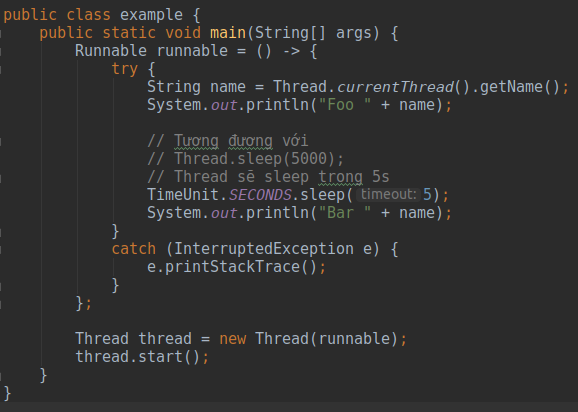 public class example {
public static void main(String[] args) {
Runnable runnable = () -> {
try {
String name = Thread.currentThread().getName();
System.out.println("Foo " + name);
// Tương đương với
// Thread.sleep(5000);
// Thread sẽ sleep trong 5s
TimeUnit.SECONDS.sleep( timeout: 5);
System.out.println("Bar " + name);
}
catch (InterruptedException e) {
e.printStackTrace();
}
};
Thread thread = new Thread(runnable);
thread.start();
}
}